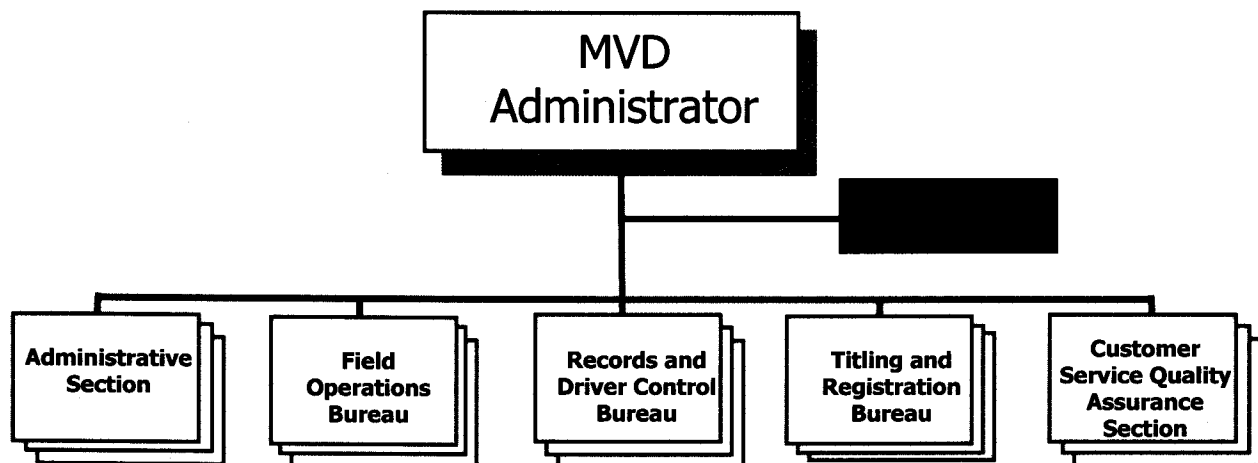 MVD
Administrator
Administrative
Section
Field
Operations
Bureau
Records and
Driver Control
Bureau
Titling and
Registration
Bureau
Customer
Service Quality
Assurance
Section